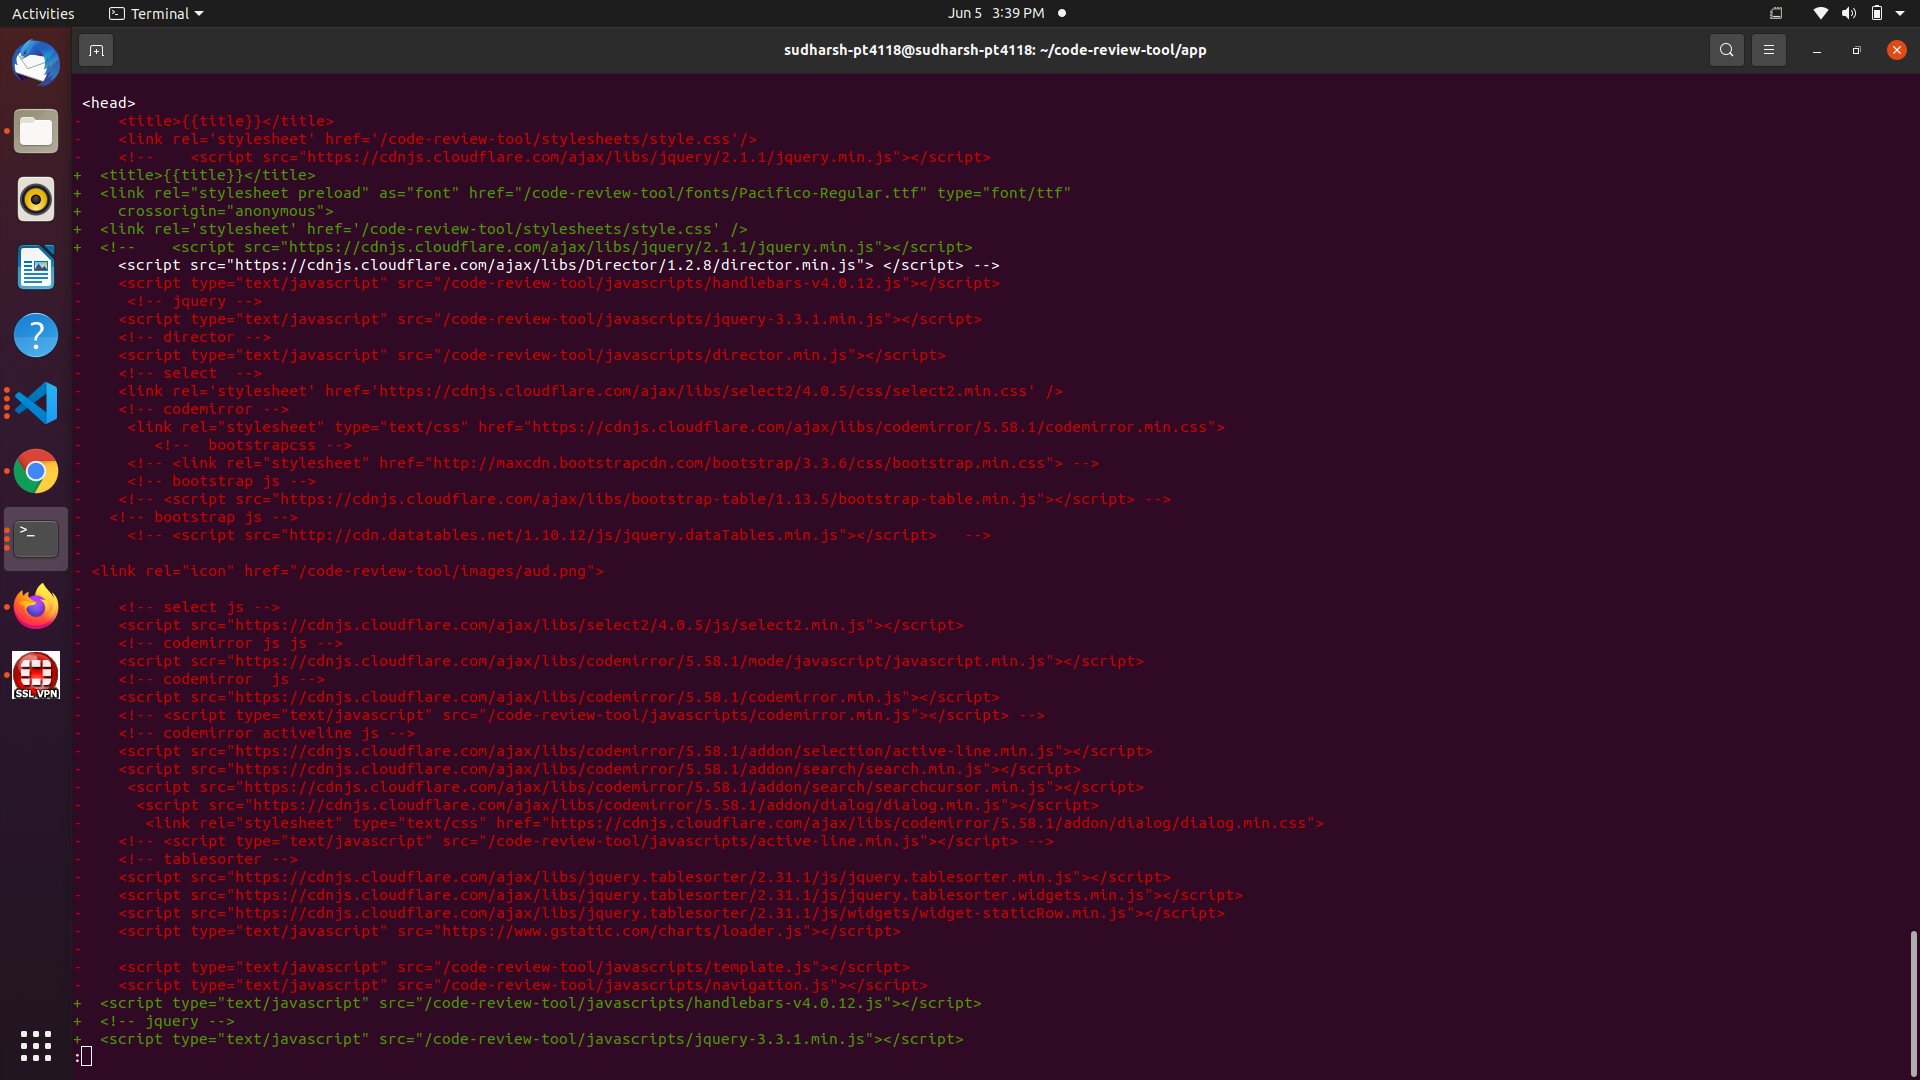 Activities
Terminal
Jun 5 3:39 PM
sudharsh-pt4118@sudharsh-pt4118: ~/code-review-tool/app
<head>
-    <title>{{title}}</title>
-    <link rel='stylesheet' href='/code-review-tool/stylesheets/style.css'/>
-    <!--    <script src="https://cdnjs.cloudflare.com/ajax/libs/jquery/2.1.1/jquery.min.js"></script>
+  <title>{{title}}</title>
+  <link rel="stylesheet preload" as="font" href="/code-review-tool/fonts/Pacifico-Regular.ttf" type="font/ttf"
+    crossorigin="anonymous">
+  <link rel='stylesheet' href='/code-review-tool/stylesheets/style.css' />
+  <!--    <script src="https://cdnjs.cloudflare.com/ajax/libs/jquery/2.1.1/jquery.min.js"></script>
     <script src="https://cdnjs.cloudflare.com/ajax/libs/Director/1.2.8/director.min.js"> </script> -->
-    <script type="text/javascript" src="/code-review-tool/javascripts/handlebars-v4.0.12.js"></script>
-     <!-- jquery -->
-    <script type="text/javascript" src="/code-review-tool/javascripts/jquery-3.3.1.min.js"></script>
-    <!-- director -->
-    <script type="text/javascript" src="/code-review-tool/javascripts/director.min.js"></script>
-    <!-- select  -->
-    <link rel='stylesheet' href='https://cdnjs.cloudflare.com/ajax/libs/select2/4.0.5/css/select2.min.css' />
-    <!-- codemirror -->
-     <link rel="stylesheet" type="text/css" href="https://cdnjs.cloudflare.com/ajax/libs/codemirror/5.58.1/codemirror.min.css">
-        <!--  bootstrapcss -->
-     <!-- <link rel="stylesheet" href="http://maxcdn.bootstrapcdn.com/bootstrap/3.3.6/css/bootstrap.min.css"> -->
-     <!-- bootstrap js -->
-    <!-- <script src="https://cdnjs.cloudflare.com/ajax/libs/bootstrap-table/1.13.5/bootstrap-table.min.js"></script> -->
-   <!-- bootstrap js -->
-     <!-- <script src="http://cdn.datatables.net/1.10.12/js/jquery.dataTables.min.js"></script>   -->
-
- <link rel="icon" href="/code-review-tool/images/aud.png">
-
-    <!-- select js -->
-    <script src="https://cdnjs.cloudflare.com/ajax/libs/select2/4.0.5/js/select2.min.js"></script>
-    <!-- codemirror js js -->
-    <script src="https://cdnjs.cloudflare.com/ajax/libs/codemirror/5.58.1/mode/javascript/javascript.min.js"></script>
-    <!-- codemirror  js -->
-    <script src="https://cdnjs.cloudflare.com/ajax/libs/codemirror/5.58.1/codemirror.min.js"></script>
-    <!-- <script type="text/javascript" src="/code-review-tool/javascripts/codemirror.min.js"></script> -->
-    <!-- codemirror activeline js -->
-    <script src="https://cdnjs.cloudflare.com/ajax/libs/codemirror/5.58.1/addon/selection/active-line.min.js"></script>
-    <script src="https://cdnjs.cloudflare.com/ajax/libs/codemirror/5.58.1/addon/search/search.min.js"></script>
-     <script src="https://cdnjs.cloudflare.com/ajax/libs/codemirror/5.58.1/addon/search/searchcursor.min.js"></script>
-      <script src="https://cdnjs.cloudflare.com/ajax/libs/codemirror/5.58.1/addon/dialog/dialog.min.js"></script>
-       <link rel="stylesheet" type="text/css" href="https://cdnjs.cloudflare.com/ajax/libs/codemirror/5.58.1/addon/dialog/dialog.min.css">
-    <!-- <script type="text/javascript" src="/code-review-tool/javascripts/active-line.min.js"></script> -->
-    <!-- tablesorter -->
-    <script src="https://cdnjs.cloudflare.com/ajax/libs/jquery.tablesorter/2.31.1/js/jquery.tablesorter.min.js"></script>
-    <script src="https://cdnjs.cloudflare.com/ajax/libs/jquery.tablesorter/2.31.1/js/jquery.tablesorter.widgets.min.js"></script>
-    <script src="https://cdnjs.cloudflare.com/ajax/libs/jquery.tablesorter/2.31.1/js/widgets/widget-staticRow.min.js"></script>
-    <script type="text/javascript" src="https://www.gstatic.com/charts/loader.js"></script>
-
-    <script type="text/javascript" src="/code-review-tool/javascripts/template.js"></script>
-    <script type="text/javascript" src="/code-review-tool/javascripts/navigation.js"></script>
+  <script type="text/javascript" src="/code-review-tool/javascripts/handlebars-v4.0.12.js"></script>
+  <!-- jquery -->
+  <script type="text/javascript" src="/code-review-tool/javascripts/jquery-3.3.1.min.js"></script>
:
SSL VPN